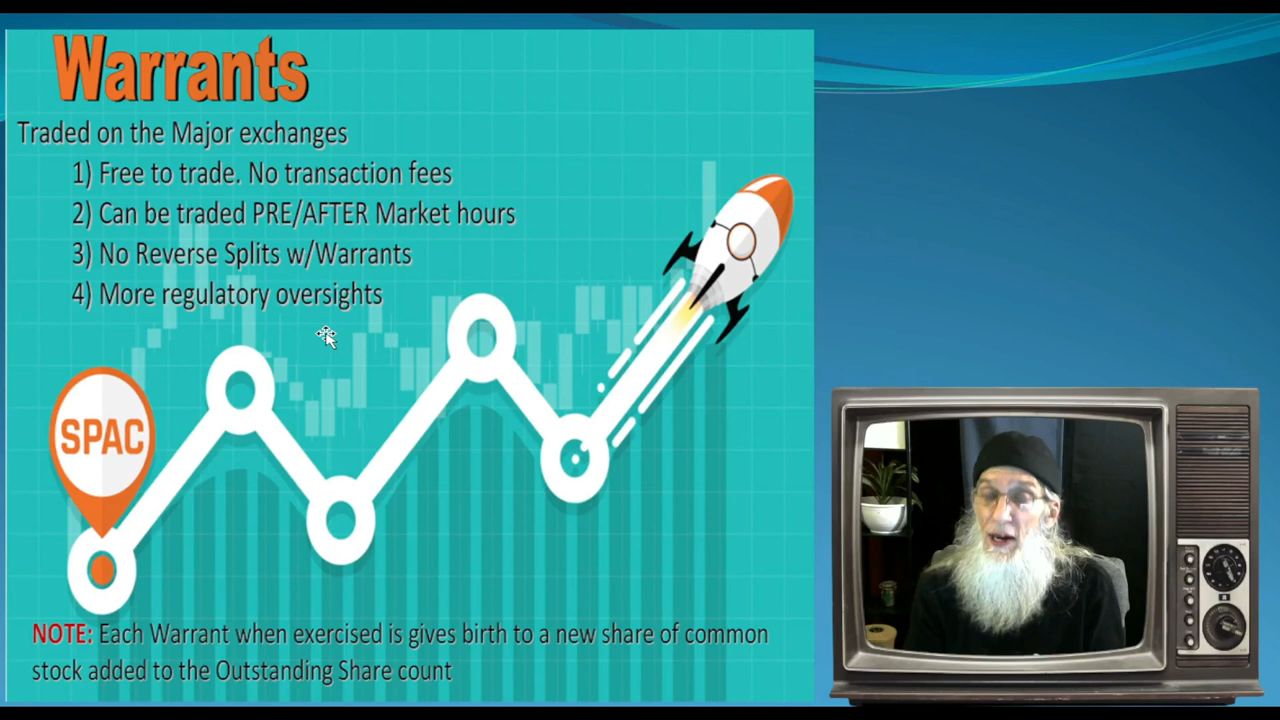 Warrants
Traded on the Major exchanges
1) Free to trade. No transaction fees
2) Can be traded PRE/AFTER Market hours
3) No Reverse Splits w/Warrants
4) More regulatory oversights
SPAC
NOTE: Each Warrant when exercised is gives birth to a new share of common
stock added to the Outstanding Share count